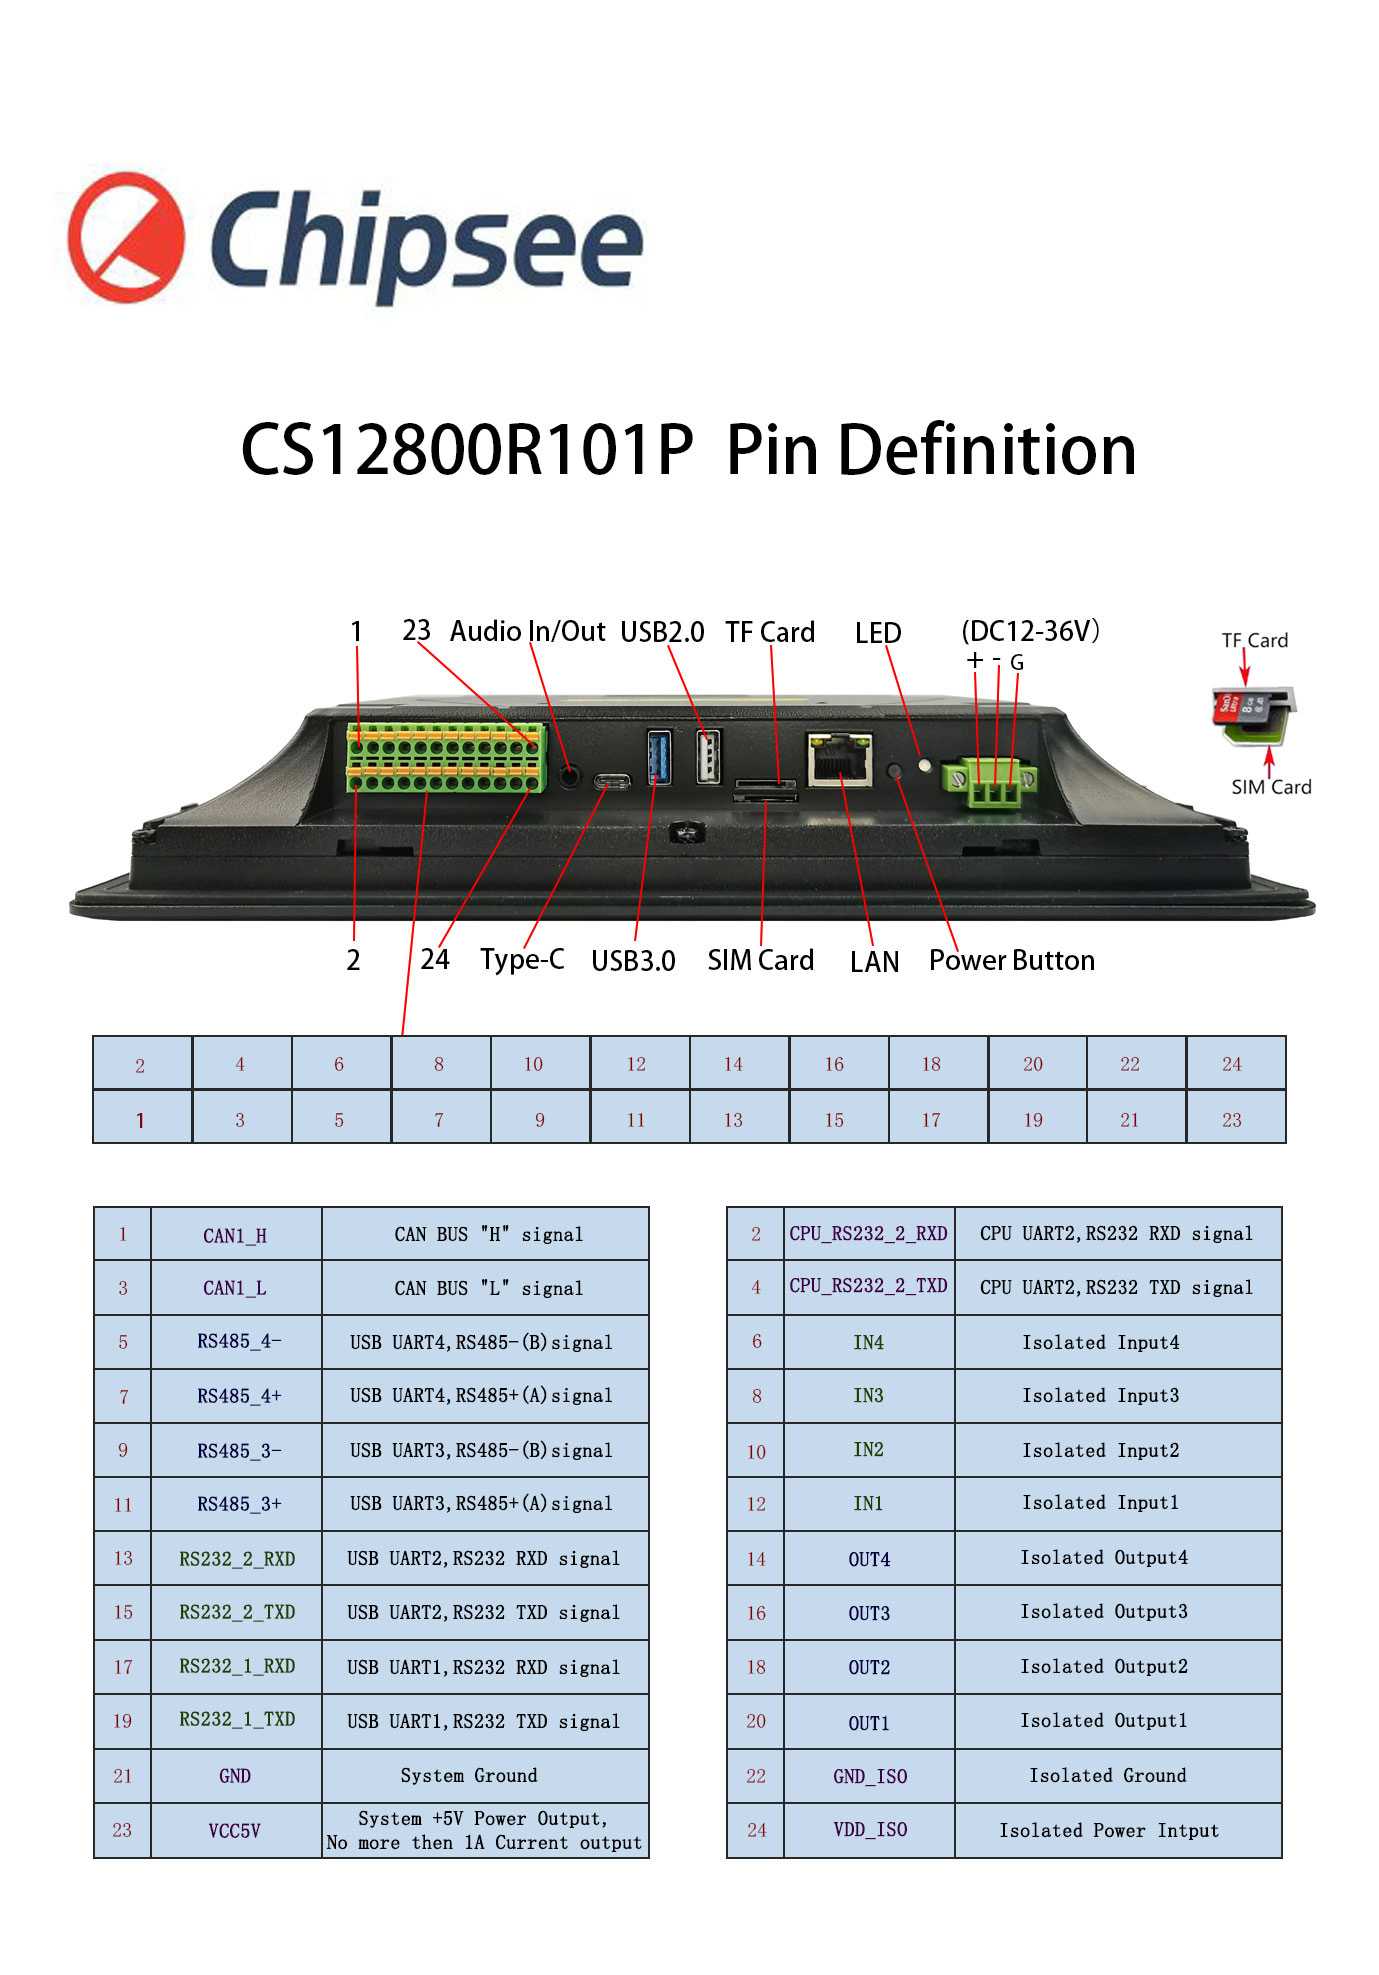 Chipsee
CS12800R101P Pin Definition
1 23 Audio In/Out USB2.0 TF Card LED (DC12-36V)
+ - G
TF Card
SIM Card
2 24 Type-C USB3.0 SIM Card LAN Power Button
2 4 6 8 10 12 14 16 18 20 22 24
1 3 5 7 9 11 13 15 17 19 21 23
1 CAN1_H CAN BUS "H" signal
3 CAN1_L CAN BUS "L" signal
5 RS485_4- USB UART4,RS485-(B)signal
7 RS485_4+ USB UART4,RS485+(A)signal
9 RS485_3- USB UART3,RS485-(B)signal
11 RS485_3+ USB UART3,RS485+(A)signal
13 RS232_2_RXD USB UART2,RS232 RXD signal
15 RS232_2_TXD USB UART2,RS232 TXD signal
17 RS232_1_RXD USB UART1,RS232 RXD signal
19 RS232_1_TXD USB UART1,RS232 TXD signal
21 GND System Ground
23 VCC5V System +5V Power Output,
No more then 1A Current output
2 CPU_RS232_2_RXD CPU UART2,RS232 RXD signal
4 CPU_RS232_2_TXD CPU UART2,RS232 TXD signal
6 IN4 Isolated Input4
8 IN3 Isolated Input3
10 IN2 Isolated Input2
12 IN1 Isolated Input1
14 OUT4 Isolated Output4
16 OUT3 Isolated Output3
18 OUT2 Isolated Output2
20 OUT1 Isolated Output1
22 GND_ISO Isolated Ground
24 VDD_ISO Isolated Power Intput